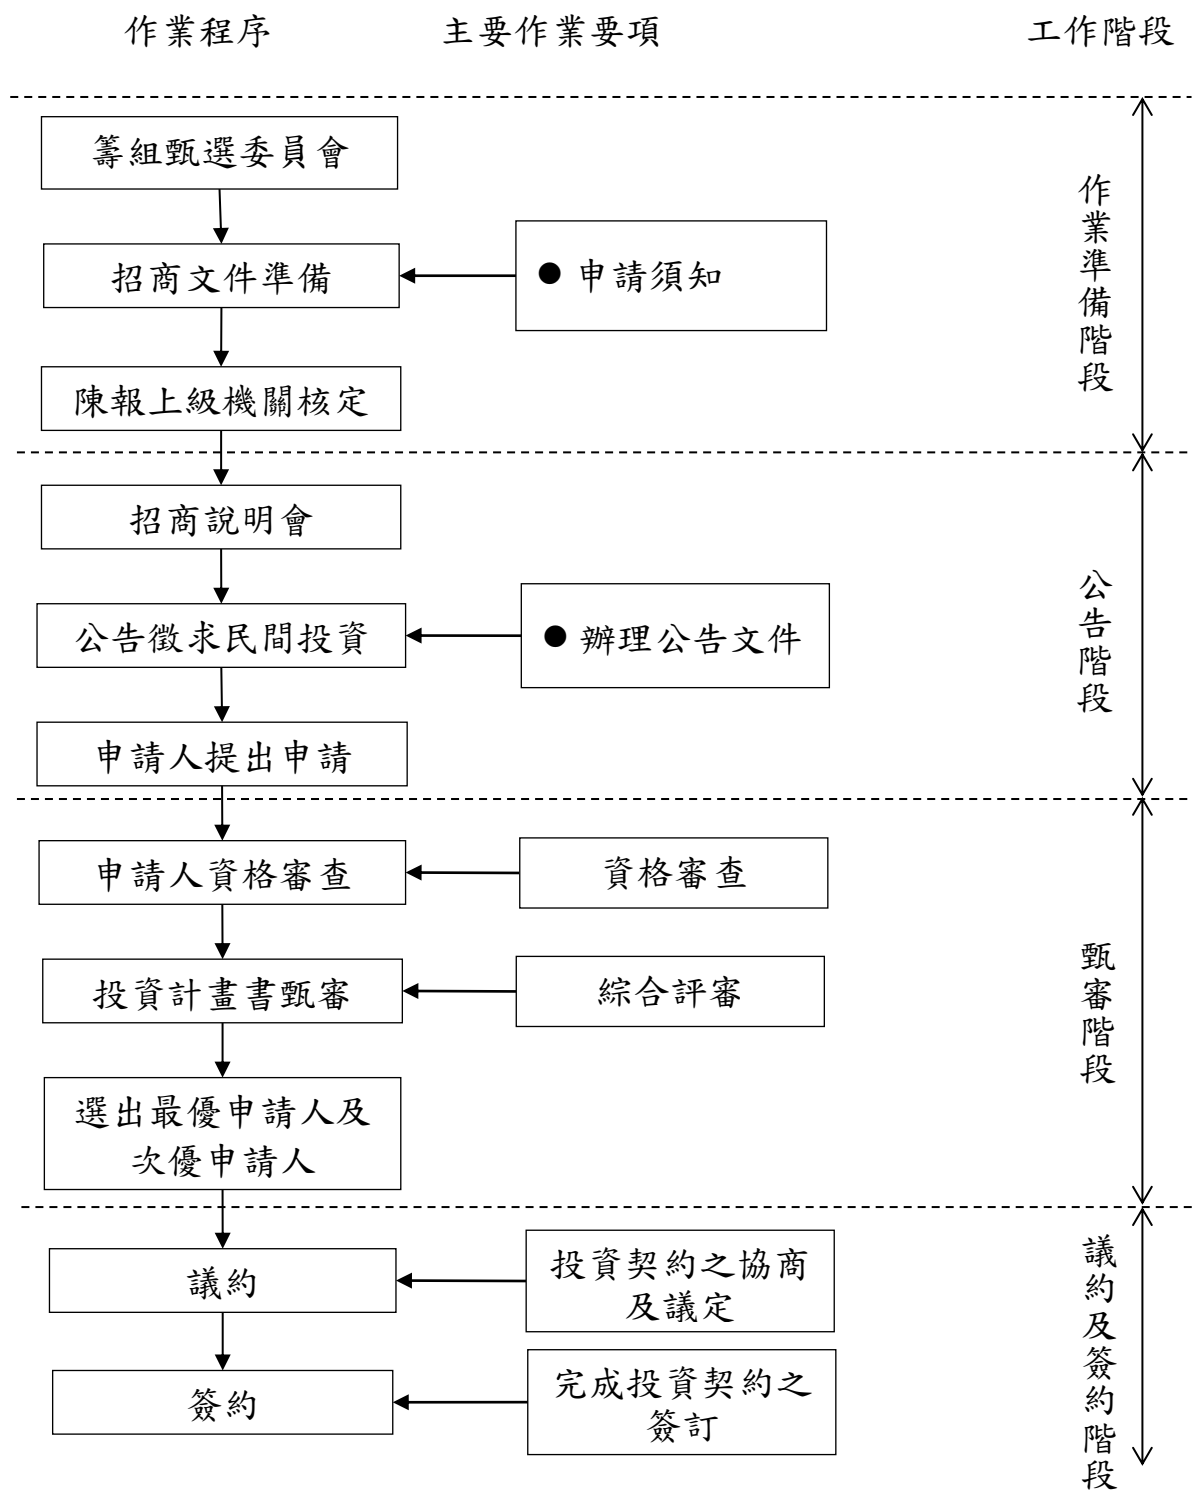 作業程序 主要作業要項 工作階段
籌組甄選委員會
招商文件準備
● 申請須知
陳報上級機關核定
作業準備階段
招商說明會
公告徵求民間投資
● 辦理公告文件
申請人提出申請
公告階段
申請人資格審查
資格審查
投資計畫書甄審
綜合評審
選出最優申請人及
次優申請人
甄審階段
議約
投資契約之協商
及議定
簽約
完成投資契約之
簽訂
議約及簽約階段